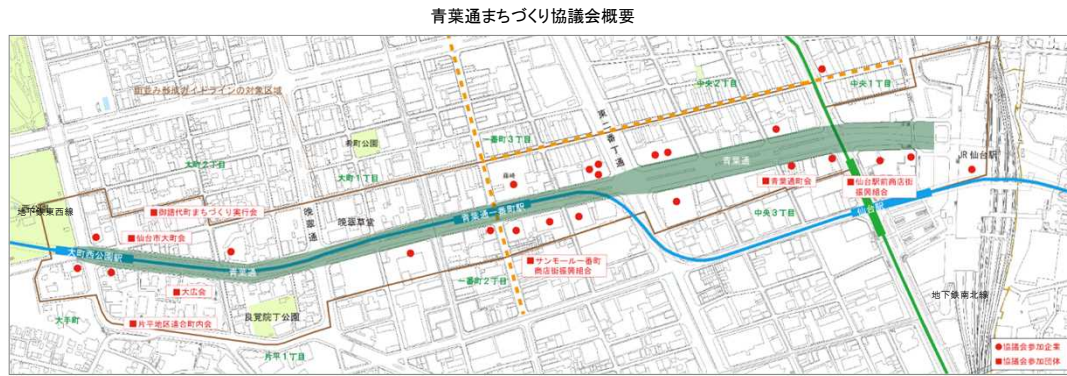 青葉通まちづくり協議会概要
街並み形成ガイドラインの対象区域
中央2丁目
中央1丁目
東二番丁通
一番町3丁目
肴町公園
大町2丁目
大町1丁目
藤崎
青葉通
JR仙台駅
■青葉通町会
■仙台駅前商店街
振興組合
地下鉄東西線
■御譜代町まちづくり実行会
晩翠通
晩翠草堂
青葉通一番町駅
中央3丁目
仙台駅
■仙台市大町会
大町西公園駅
青葉通
■サンモール一番町
商店街振興組合
一番町2丁目
■大広会
地下鉄南北線
大手町
■片平地区連合町内会
良覚院丁公園
片平1丁目
●協議会参加企業
■協議会参加団体